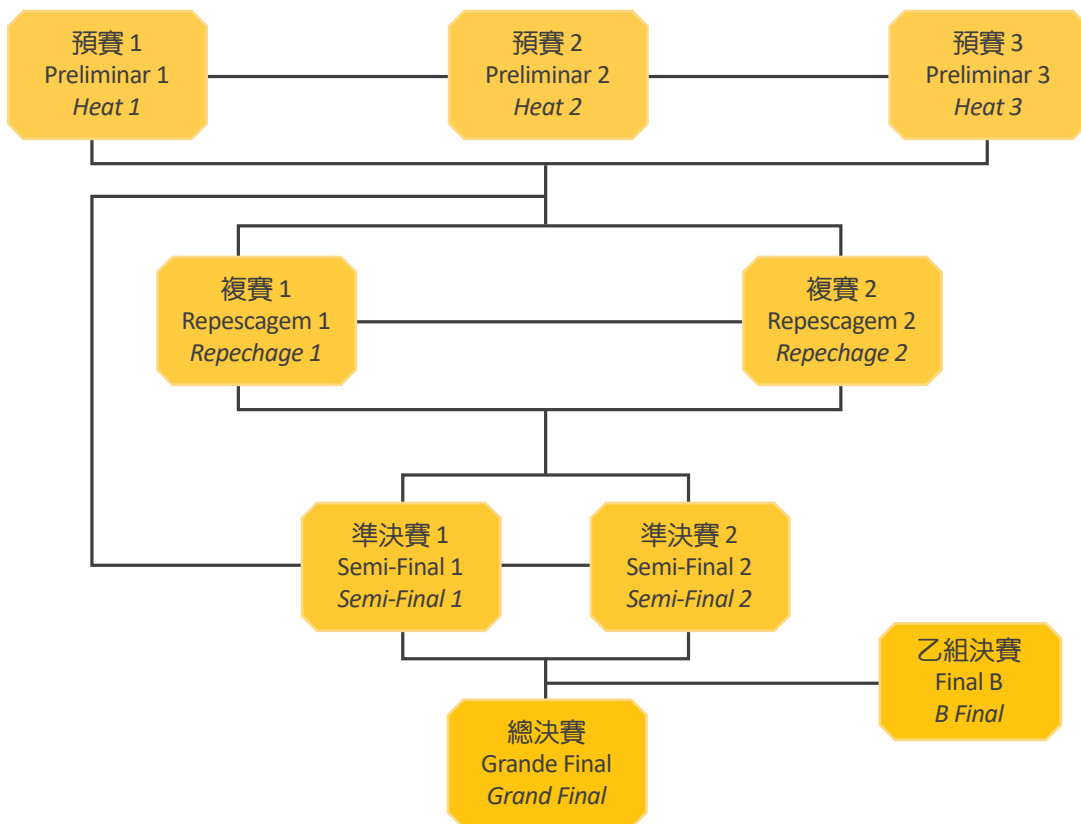 預賽 1
Preliminar 1
Heat 1
預賽 2
Preliminar 2
Heat 2
預賽 3
Preliminar 3
Heat 3
複賽 1
Repescagem 1
Repechage 1
複賽 2
Repescagem 2
Repechage 2
準決賽 1
Semi-Final 1
Semi-Final 1
準決賽 2
Semi-Final 2
Semi-Final 2
乙組決賽
Final B
B Final
總決賽
Grande Final
Grand Final